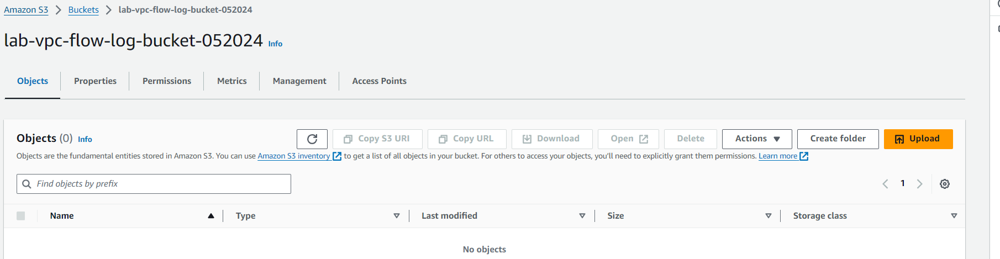 Amazon S3 > Buckets > lab-vpc-flow-log-bucket-052024
lab-vpc-flow-log-bucket-052024 Info
Objects Properties Permissions Metrics Management Access Points
Objects (0) Info Copy S3 URI Copy URL Download Open Delete Actions Create folder Upload
Objects are the fundamental entities stored in Amazon S3. You can use Amazon S3 inventory to get a list of all objects in your bucket. For others to access your objects, you’ll need to explicitly grant them permissions. Learn more
Find objects by prefix 1
Name Type Last modified Size Storage class
No objects